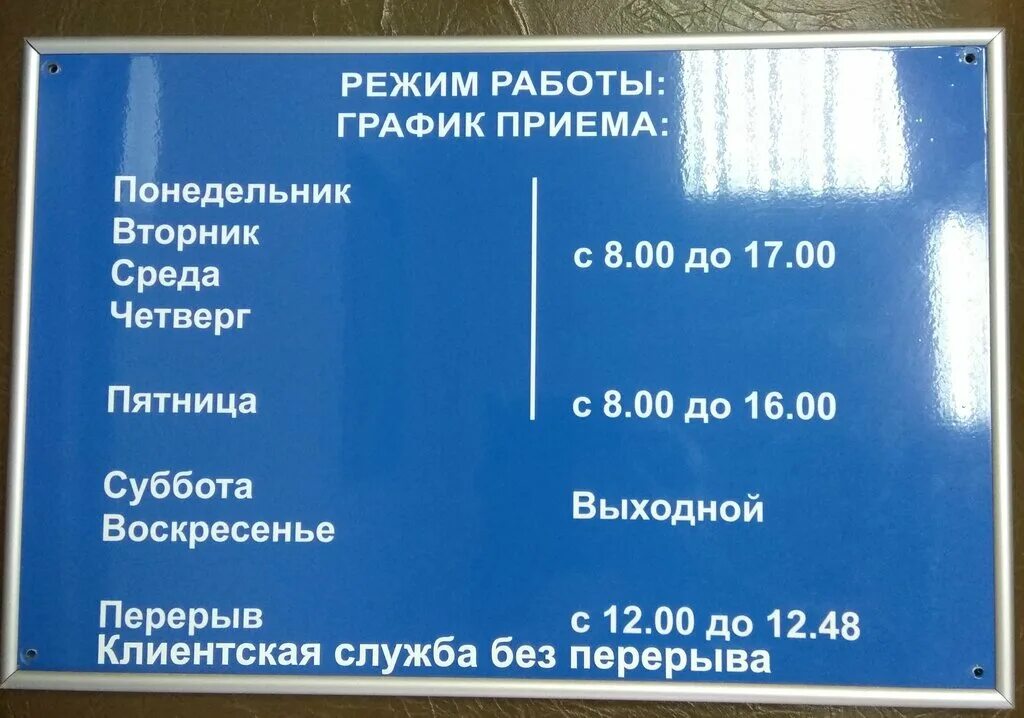 РЕЖИМ РАБОТЫ:
ГРАФИК ПРИЕМА:
Понедельник
Вторник
с 8.00 до 17.00
Среда
Четверг
Пятница с 8.00 до 16.00
Суббота
Выходной
Воскресенье
Перерыв с 12.00 до 12.48
Клиентская служба без перерыва